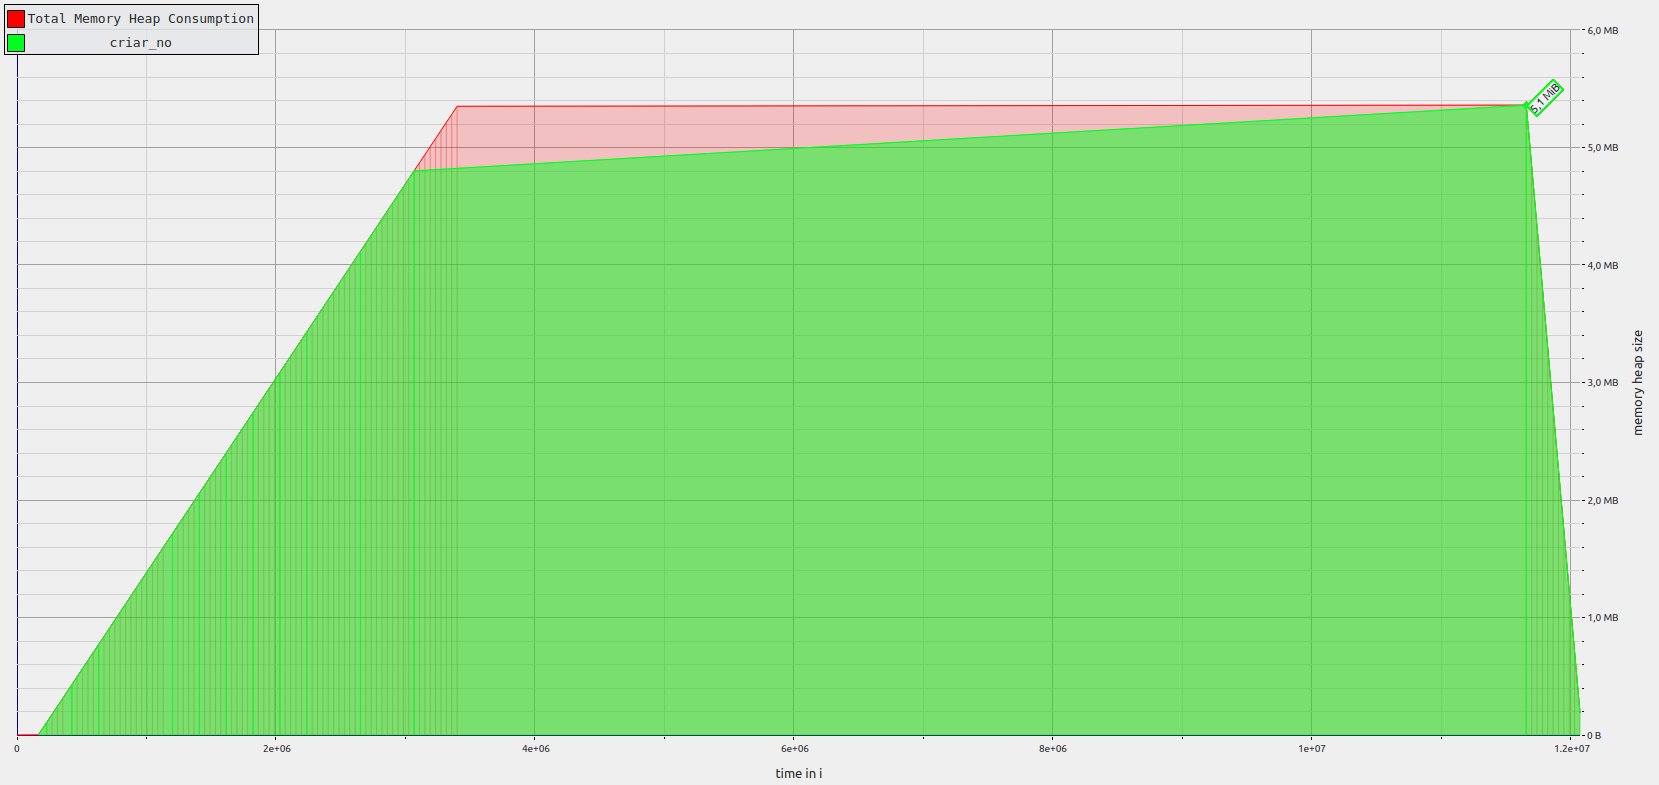 Total Memory Heap Consumption
criar_no
5,1 MiB
6,0 MB
5,0 MB
4,0 MB
3,0 MB
2,0 MB
1,0 MB
0 B
memory heap size
0
2e+06
4e+06
6e+06
8e+06
1e+07
1.2e+07
time in i